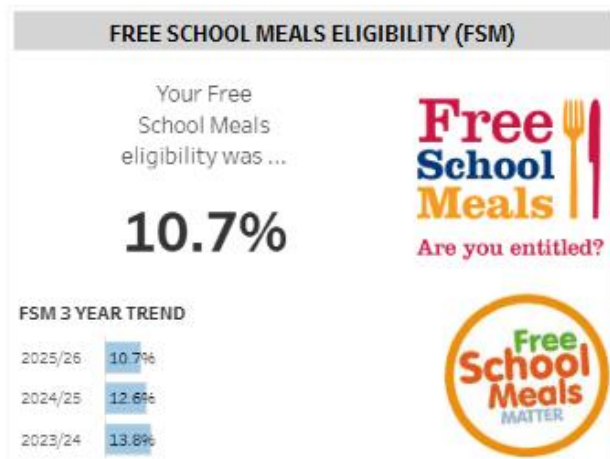 FREE SCHOOL MEALS ELIGIBILITY (FSM)
Your Free
School Meals
eligibility was ...
10.7%
Free
School
Meals
Are you entitled?
FSM 3 YEAR TREND
2025/26 10.7%
2024/25 12.6%
2023/24 13.8%
Free
School
Meals
MATTER